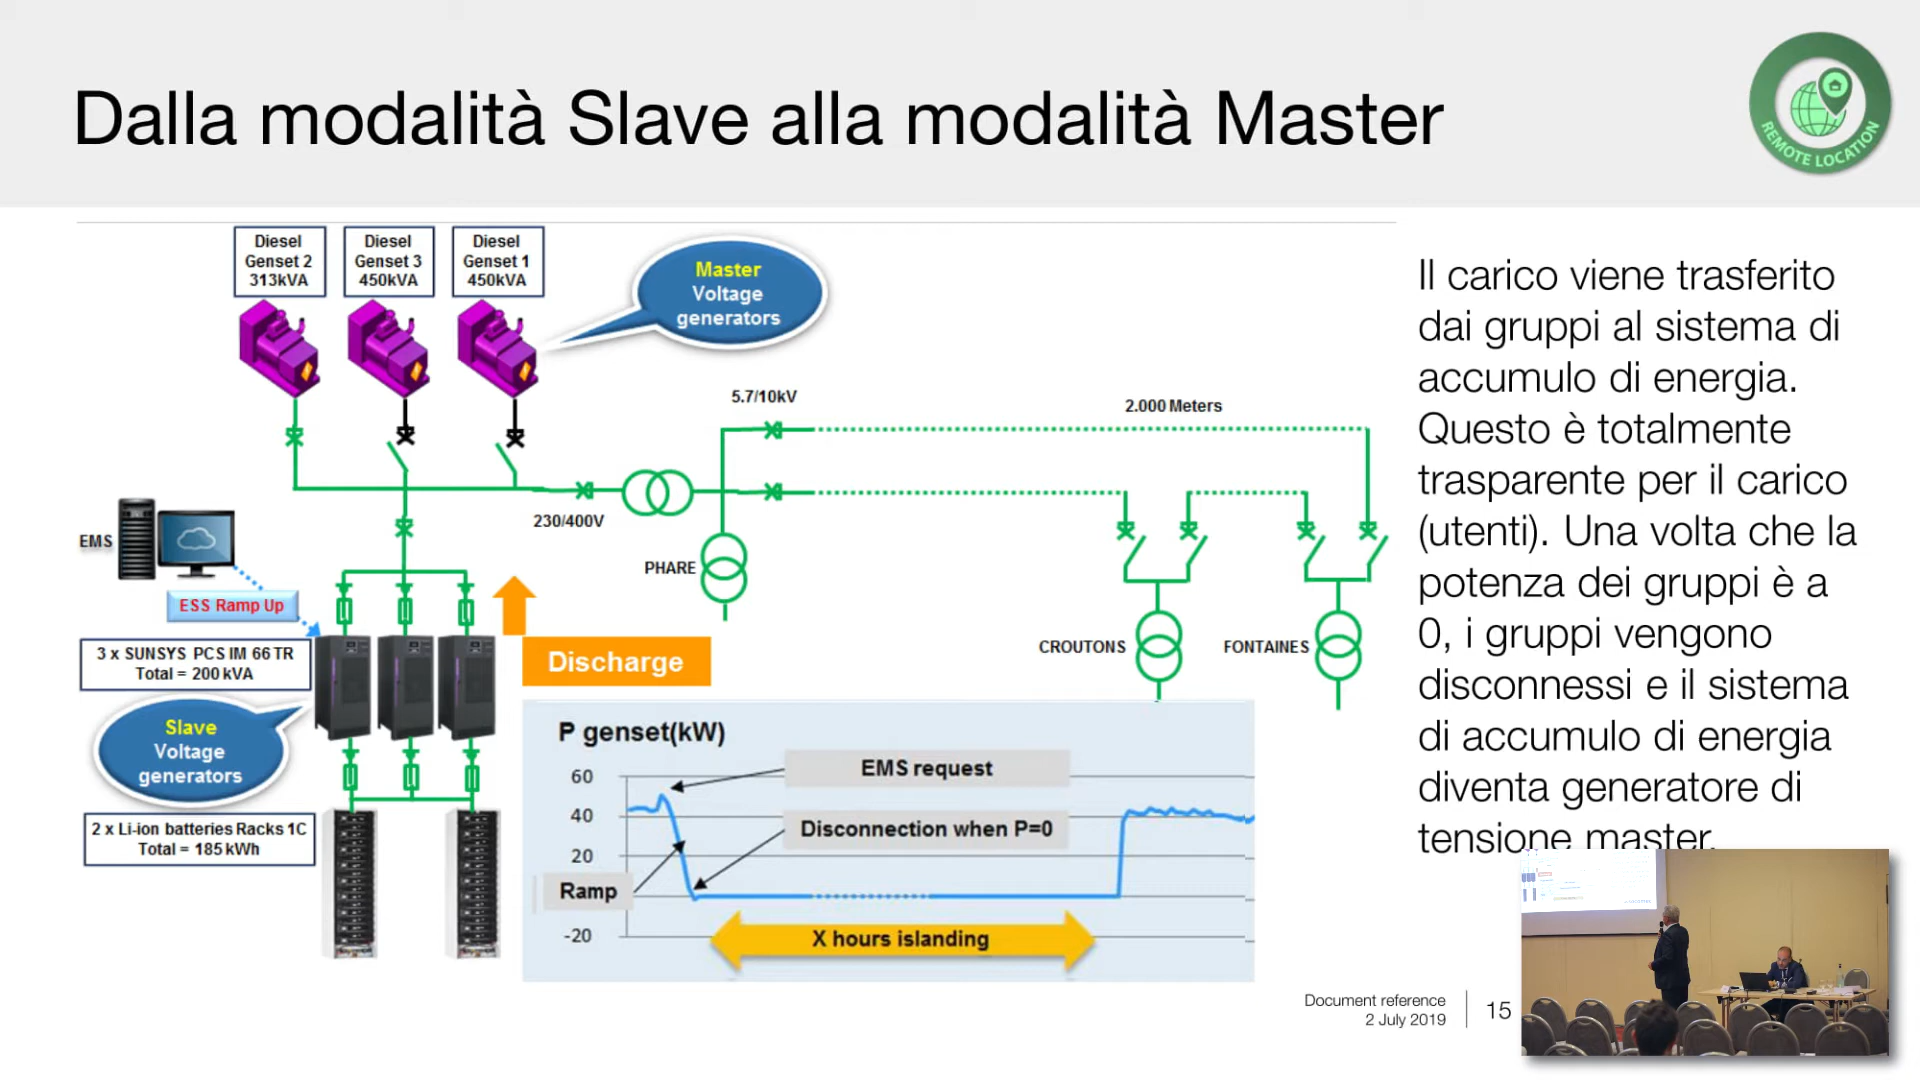 Dalla modalità Slave alla modalità Master
REMOTE LOCATION
Diesel
Genset 2
313kVA
Diesel
Genset 3
450kVA
Diesel
Genset 1
450kVA
Master
Voltage
generators
5.7/10kV
2.000 Meters
230/400V
EMS
PHARE
ESS Ramp Up
3 x SUNSYS PCS IM 66 TR
Total = 200 kVA
Discharge
CROUTONS
FONTAINES
Slave
Voltage
generators
2 x Li-ion batteries Racks 1C
Total = 185 kWh
P genset(kW)
60
40
20
-20
EMS request
Disconnection when P=0
Ramp
X hours islanding
Il carico viene trasferito
dai gruppi al sistema di
accumulo di energia.
Questo è totalmente
trasparente per il carico
(utenti). Una volta che la
potenza dei gruppi è a
0, i gruppi vengono
disconnessi e il sistema
di accumulo di energia
diventa generatore di
tensione master.
Document reference
2 July 2019
15